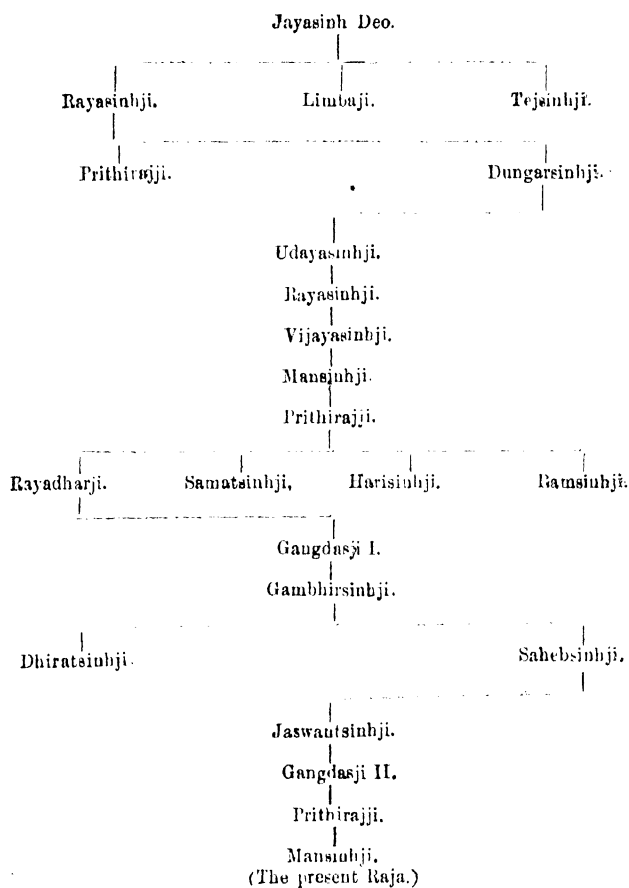 Jayasinh Deo.
Rayasinhji. Limbaji. Tejsinhji.
Prithirajji. Dungarsinhji.
Udayasinhji.
Rayasinhji.
Vijayasinhji.
Mansinhji.
Prithirajji.
Rayadharji. Samatsinhji, Harisinhji. Ramsinhji.
Gangdasji I.
Gambhirsinhji.
Dhiratsinhji. Sahebsinhji.
Jaswantsinhji.
Gangdasji II.
Prithirajji.
Mansinhji.
(The present Raja.)